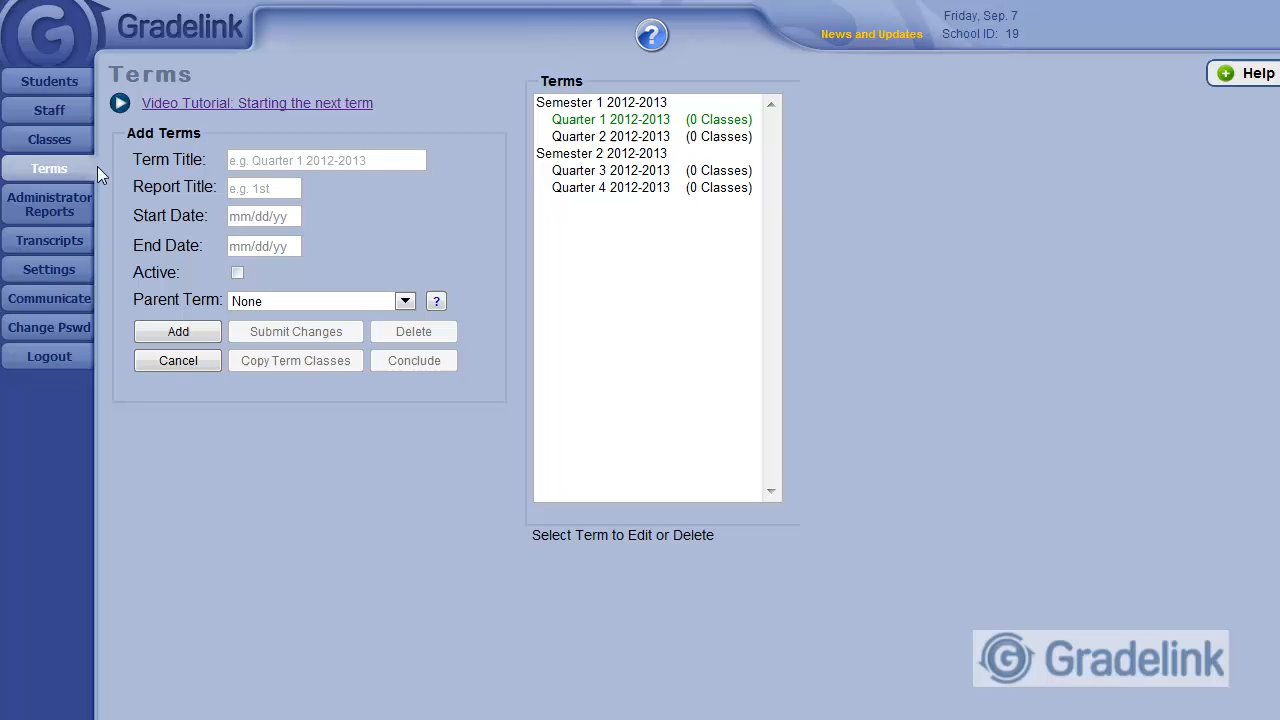 Gradelink
?
News and Updates
Friday, Sep. 7
School ID: 19
Help
Students
Staff
Classes
Terms
Administrator
Reports
Transcripts
Settings
Communicate
Change Pswd
Logout
Terms
Video Tutorial: Starting the next term
Add Terms
Term Title: e.g. Quarter 1 2012-2013
Report Title: e.g. 1st
Start Date: mm/dd/yy
End Date: mm/dd/yy
Active:
Parent Term: None ?
Add Submit Changes Delete
Cancel Copy Term Classes Conclude
Terms
Semester 1 2012-2013
Quarter 1 2012-2013 (0 Classes)
Quarter 2 2012-2013 (0 Classes)
Semester 2 2012-2013
Quarter 3 2012-2013 (0 Classes)
Quarter 4 2012-2013 (0 Classes)
Select Term to Edit or Delete
Gradelink